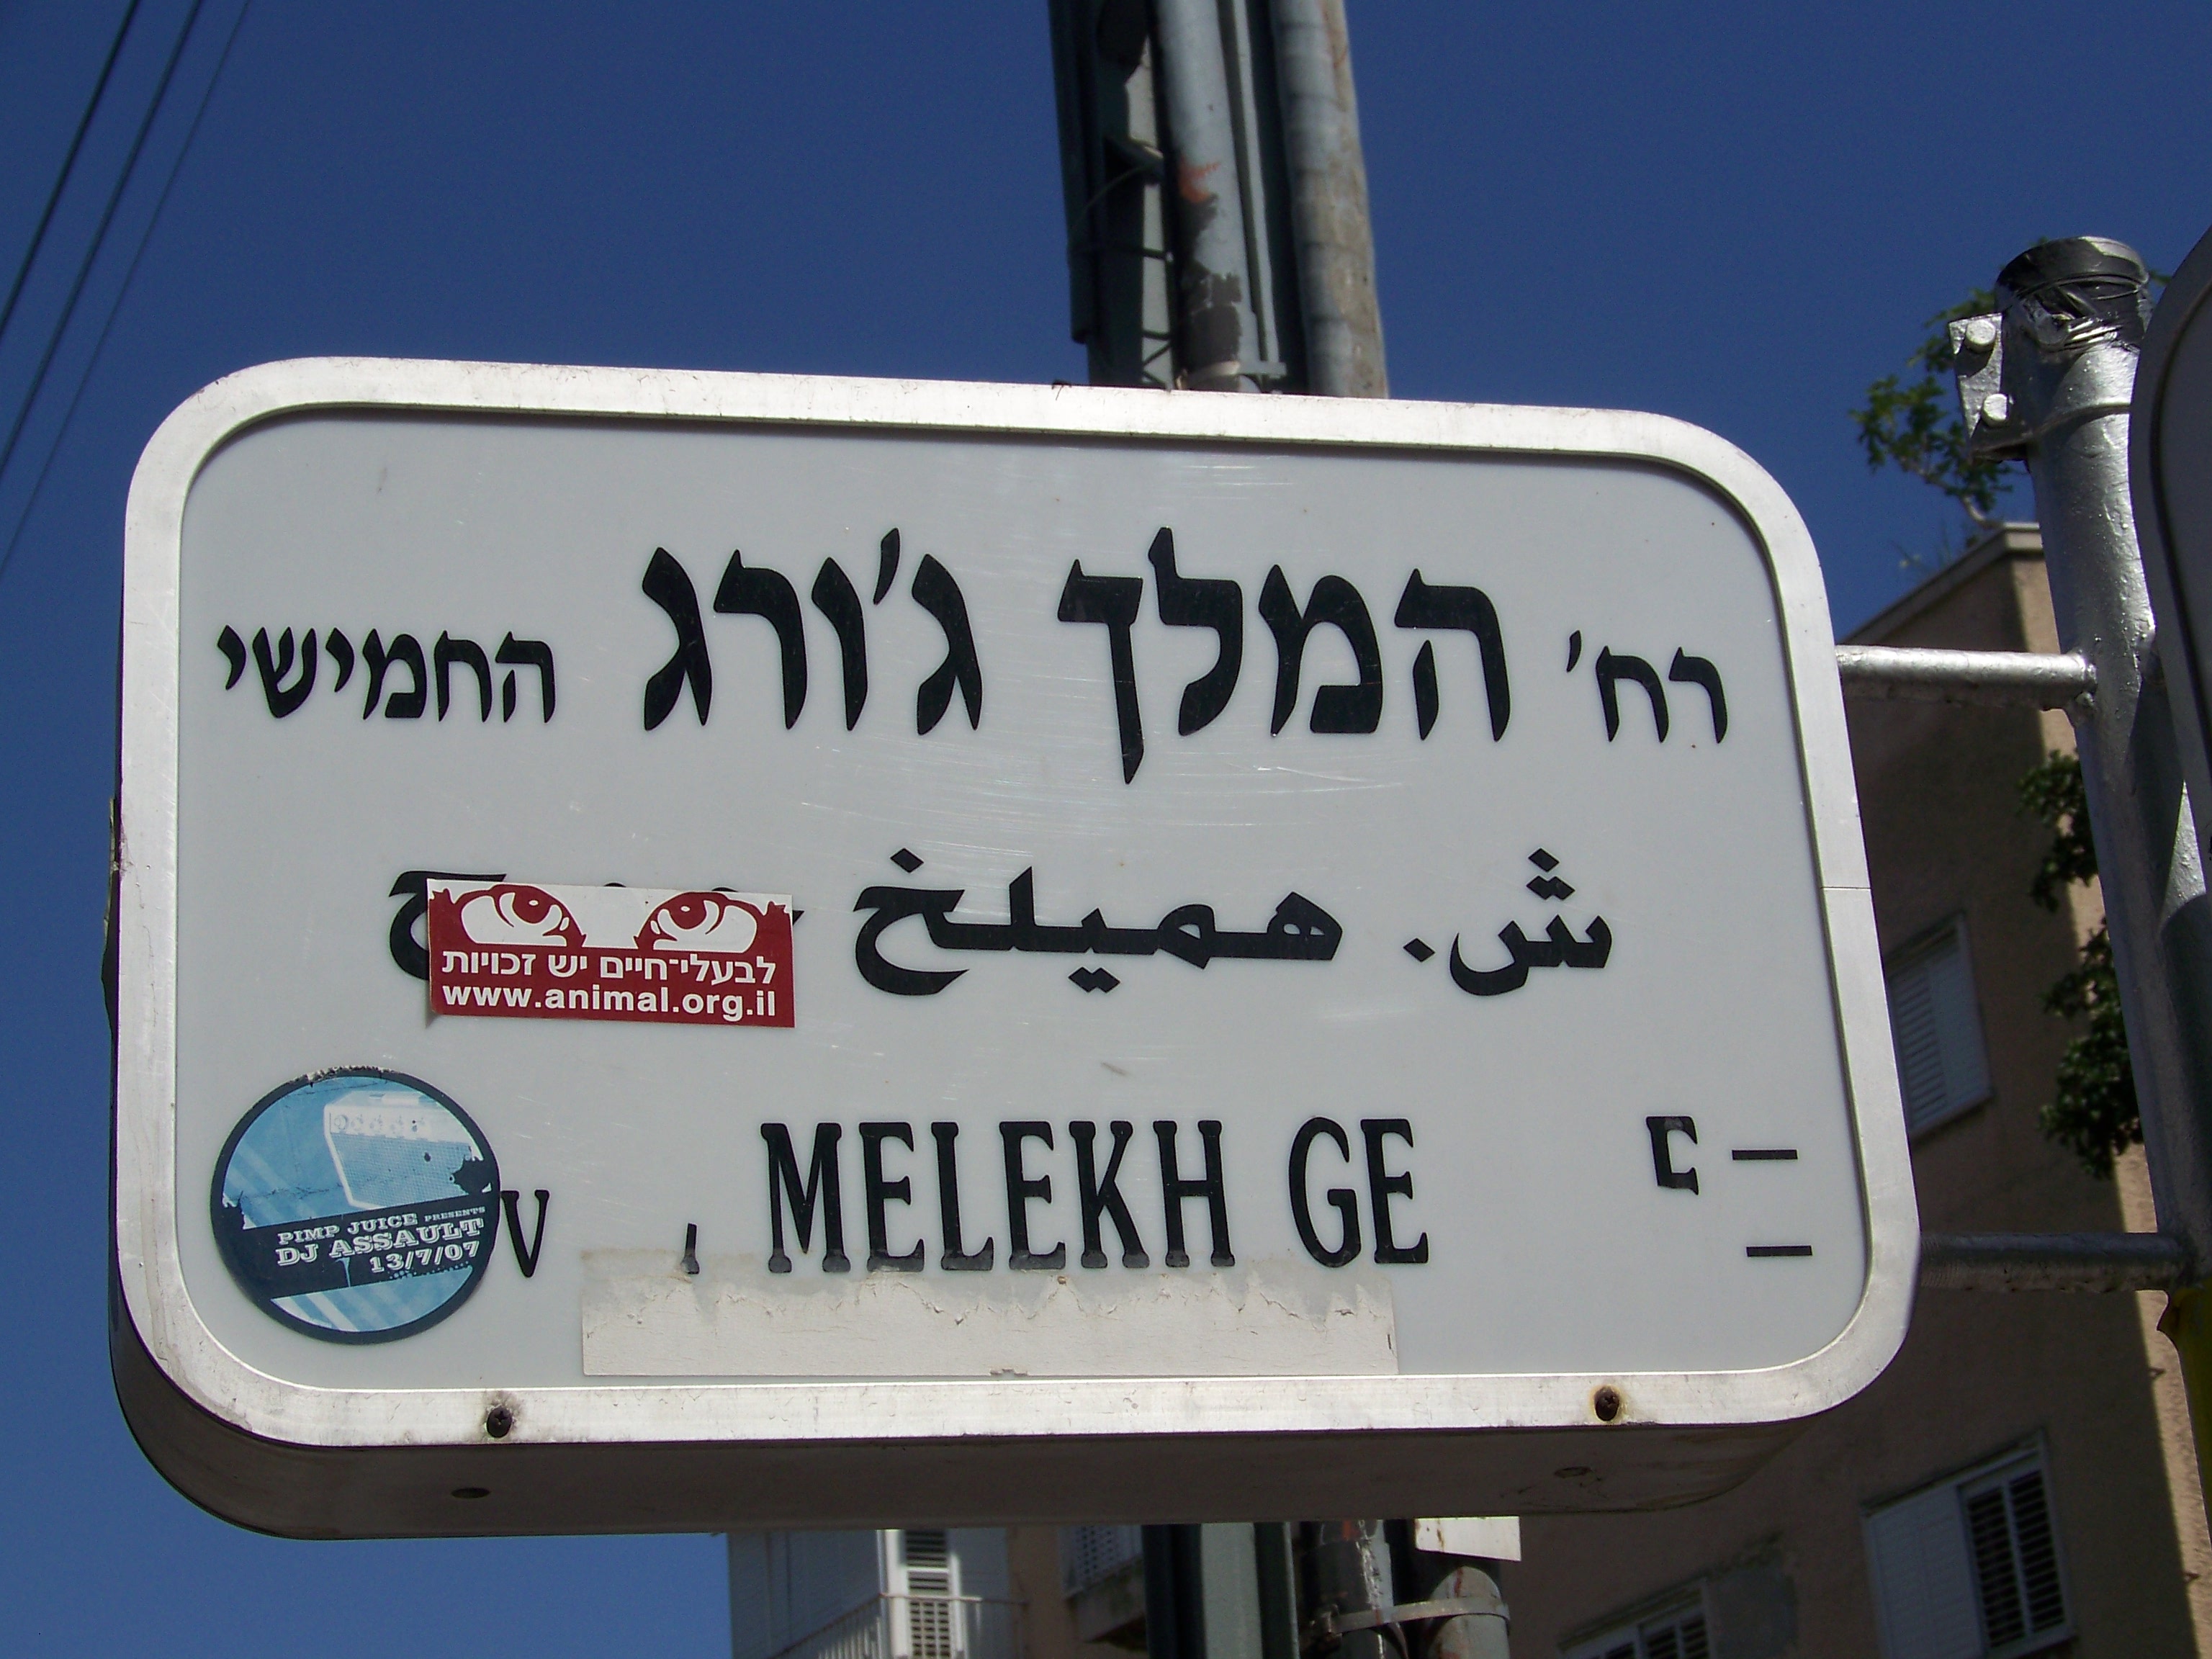 רח' המלך ג'ורג החמישי
ش. هميلخ
לבעלי־חיים יש זכויות
www.animal.org.il
MELEKH GE
PIMP JUICE PRESENTS
DJ ASSAULT
13/7/07